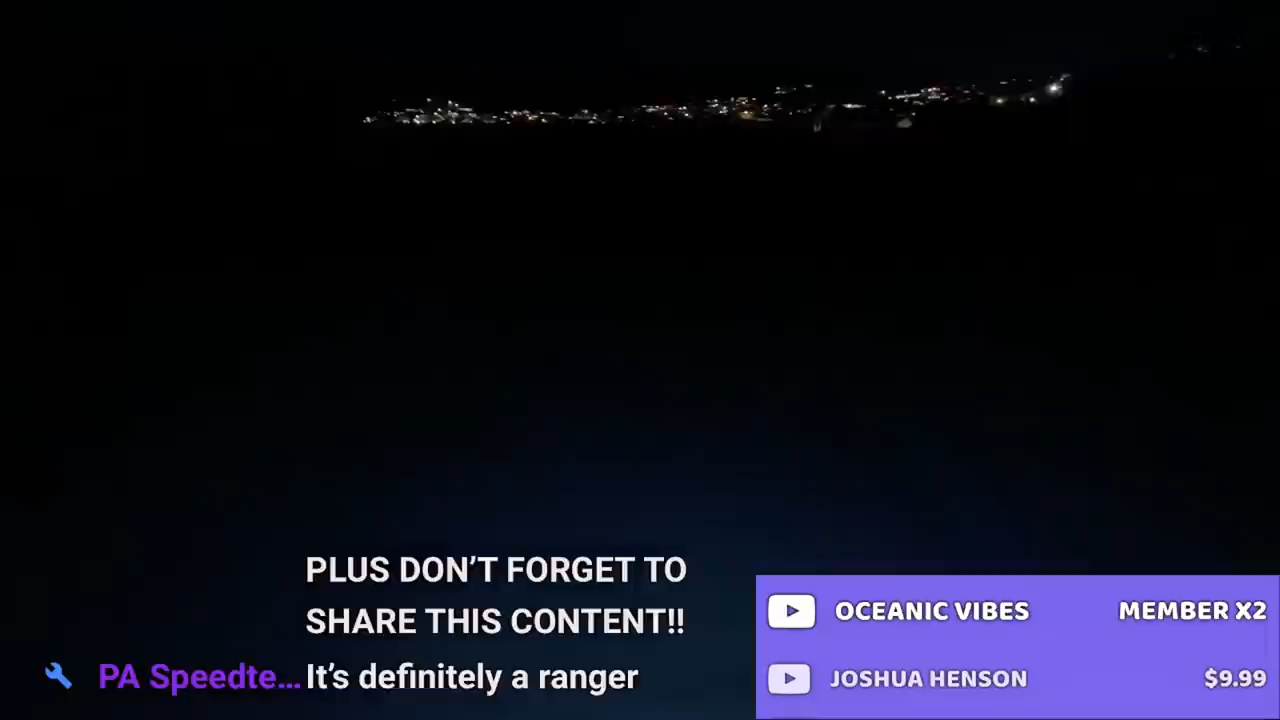 PLUS DON'T FORGET TO
SHARE THIS CONTENT!!
PA Speedte... It's definitely a ranger
OCEANIC VIBES MEMBER X2
JOSHUA HENSON $9.99